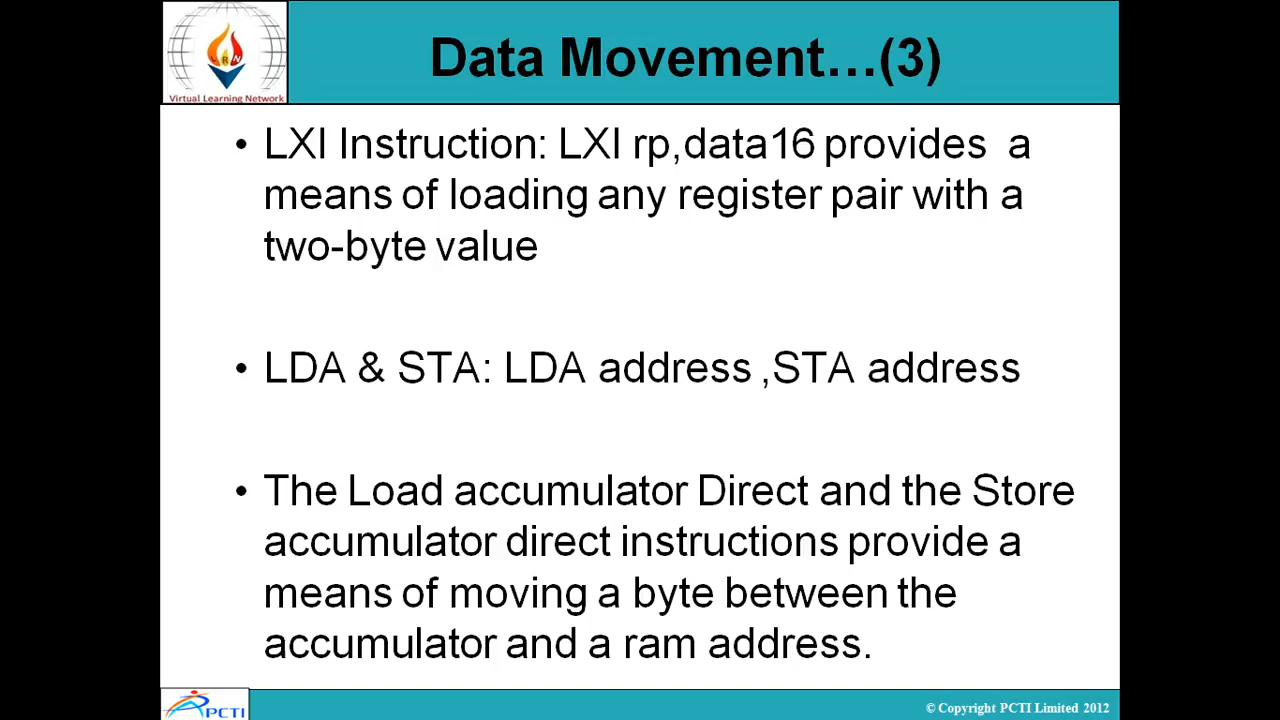 Virtual Learning Network
Data Movement…(3)
• LXI Instruction: LXI rp,data16 provides a
means of loading any register pair with a
two-byte value
• LDA & STA: LDA address ,STA address
• The Load accumulator Direct and the Store
accumulator direct instructions provide a
means of moving a byte between the
accumulator and a ram address.
PCTI
© Copyright PCTI Limited 2012